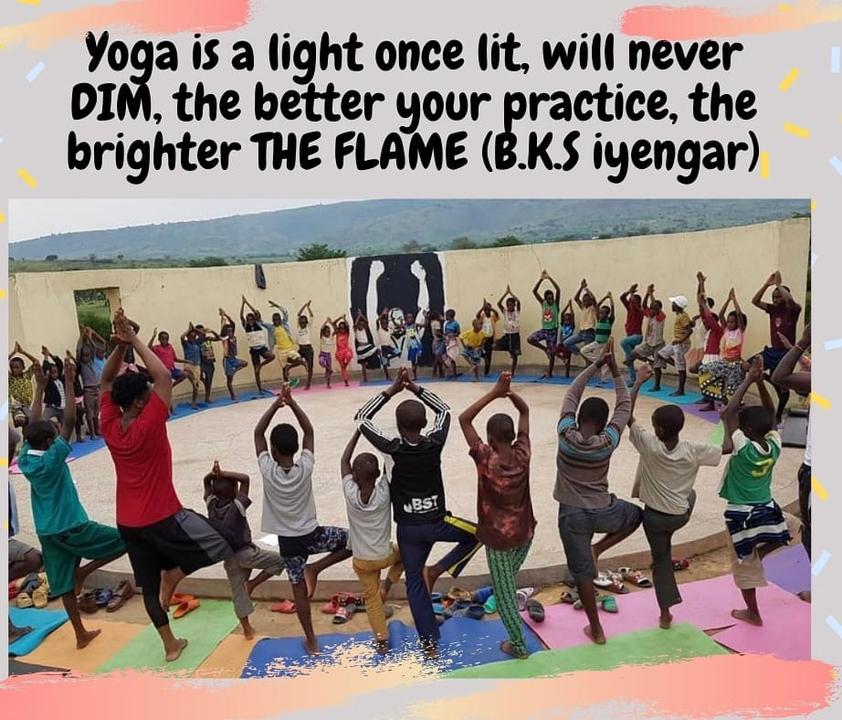 Yoga is a light once lit, will never
DIM, the better your practice, the
brighter THE FLAME (B.K.S iyengar)
BST